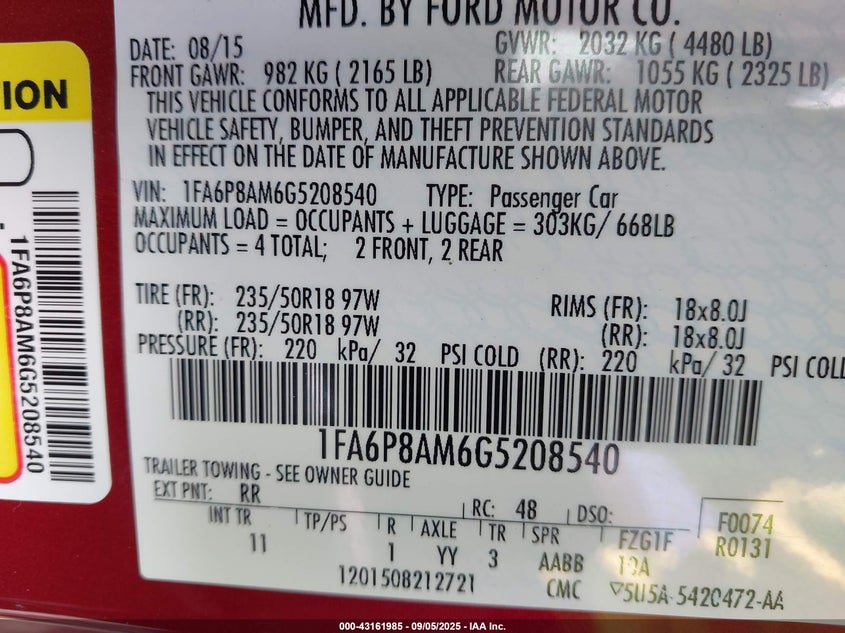 MFD. BY FORD MOTOR CO.
DATE: 08/15 GVWR: 2032 KG ( 4480 LB)
FRONT GAWR: 982 KG ( 2165 LB) REAR GAWR: 1055 KG ( 2325 LB)
THIS VEHICLE CONFORMS TO ALL APPLICABLE FEDERAL MOTOR
VEHICLE SAFETY, BUMPER, AND THEFT PREVENTION STANDARDS
IN EFFECT ON THE DATE OF MANUFACTURE SHOWN ABOVE.
VIN: 1FA6P8AM6G5208540 TYPE: Passenger Car
MAXIMUM LOAD = OCCUPANTS + LUGGAGE = 303KG/ 668LB
OCCUPANTS = 4 TOTAL; 2 FRONT, 2 REAR
TIRE (FR): 235/50R18 97W RIMS (FR): 18x8.0J
(RR): 235/50R18 97W (RR): 18x8.0J
PRESSURE (FR): 220 kPa/ 32 PSI COLD (RR): 220 kPa/ 32 PSI COLD
1FA6P8AM6G5208540
TRAILER TOWING - SEE OWNER GUIDE
EXT PNT: RR RC: 48 DSO: F0074
INT TR TP/PS R AXLE TR SPR FZG1F R0131
11 1 YY 3 AABB 10A
1201508212721 CMC 5U5A-5420472-AA
ION
1FA6P8AM6G5208540
000-43161985 - 09/05/2025 - IAA Inc.